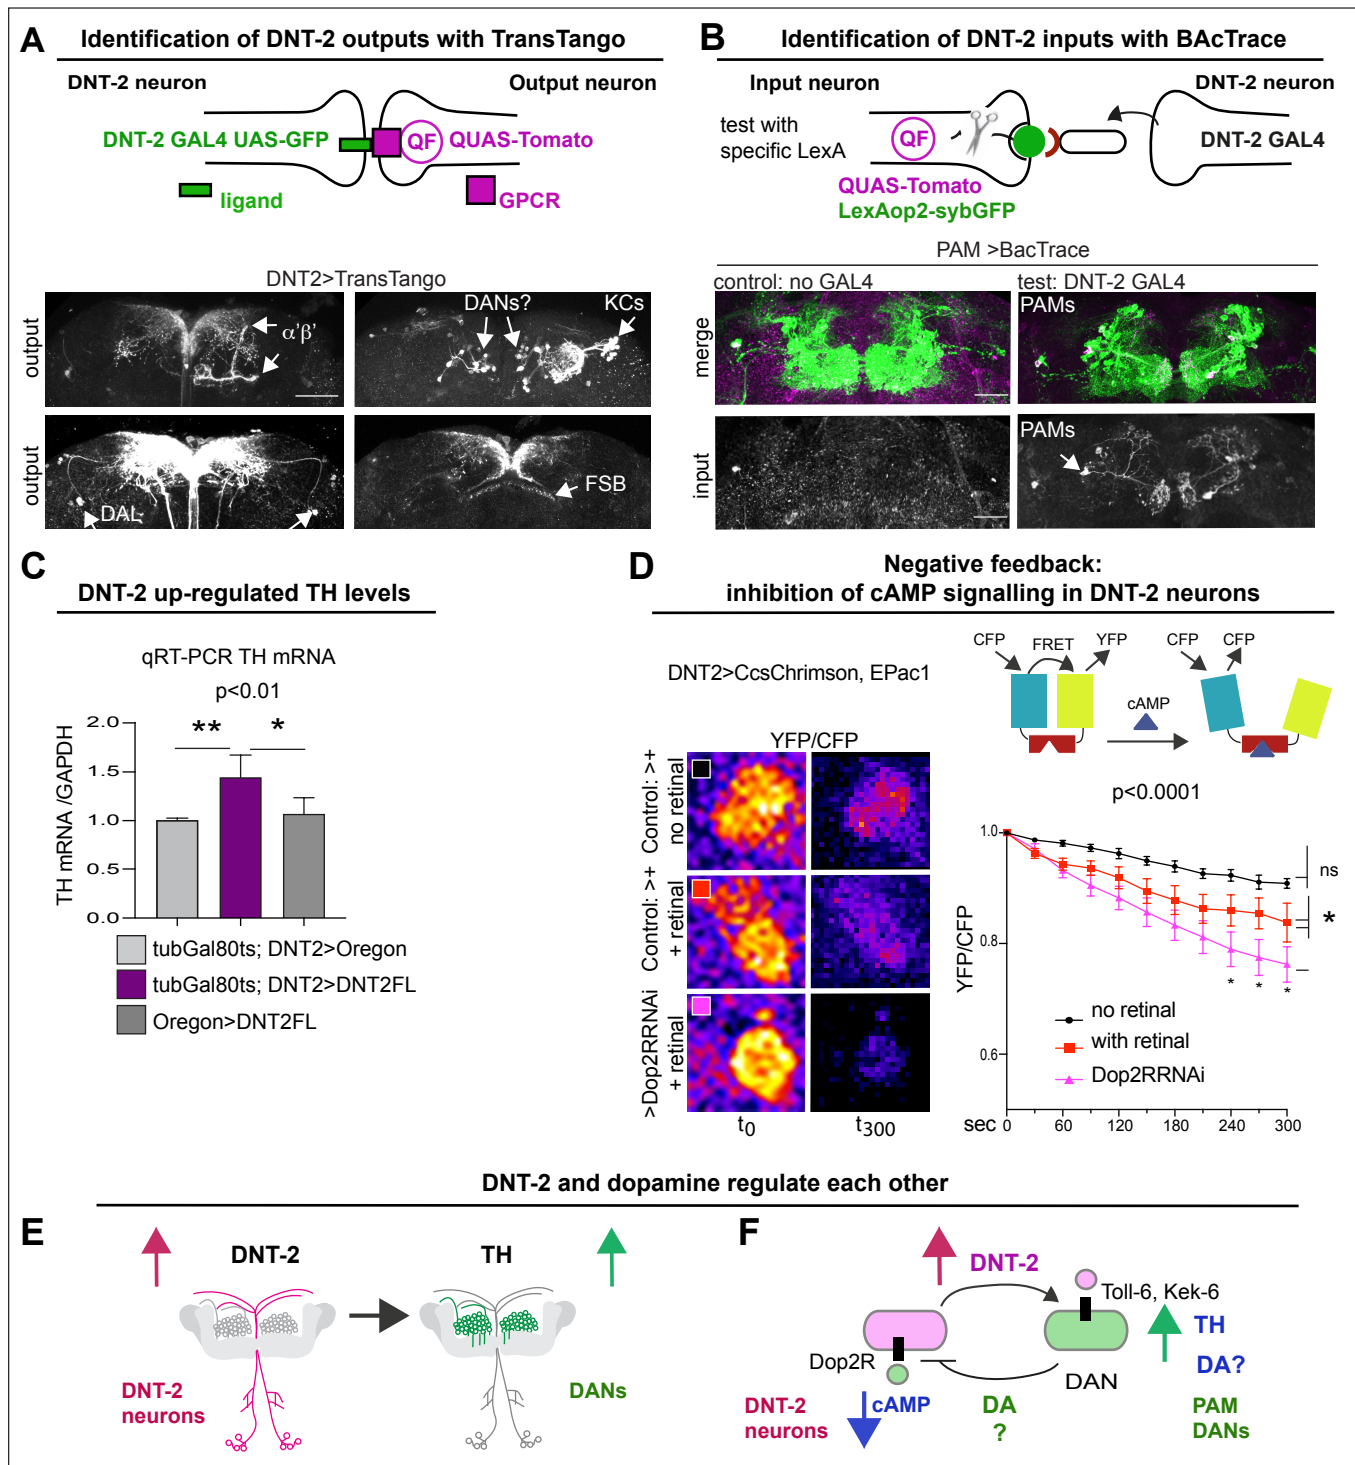 A
Identification of DNT-2 outputs with TransTango
DNT-2 neuron
Output neuron
DNT-2 GAL4 UAS-GFP
QF
QUAS-Tomato
ligand
GPCR
DNT2>TransTango
output
α'β'
DANs?
KCs
output
DAL
FSB
B
Identification of DNT-2 inputs with BAcTrace
Input neuron
DNT-2 neuron
test with
specific LexA
QF
DNT-2 GAL4
QUAS-Tomato
LexAop2-sybGFP
PAM >BacTrace
control: no GAL4
test: DNT-2 GAL4
merge
PAMs
input
PAMs
C
DNT-2 up-regulated TH levels
qRT-PCR TH mRNA
p<0.01
TH mRNA /GAPDH
2.0
1.5
1.0
0.5
0.0
**
*
tubGal80ts; DNT2>Oregon
tubGal80ts; DNT2>DNT2FL
Oregon>DNT2FL
D
Negative feedback:
inhibition of cAMP signalling in DNT-2 neurons
DNT2>CcsChrimson, EPac1
CFP
FRET
YFP
CFP
CFP
cAMP
YFP/CFP
Control: >+
no retinal
Control: >+
+ retinal
>Dop2RRNAi
+ retinal
t0
t300
p<0.0001
YFP/CFP
1.0
0.8
0.6
ns
*
* * *
no retinal
with retinal
Dop2RRNAi
sec
0 60 120 180 240 300
DNT-2 and dopamine regulate each other
E
DNT-2
TH
DNT-2
neurons
DANs
F
DNT-2
Toll-6, Kek-6
TH
DA?
Dop2R
DAN
cAMP
DNT-2
neurons
DA
?
PAM
DANs